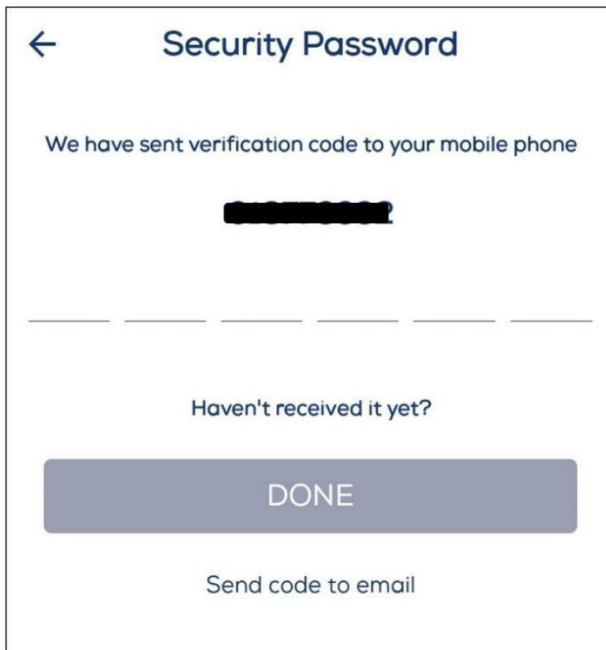 Security Password
We have sent verification code to your mobile phone
Haven't received it yet?
DONE
Send code to email